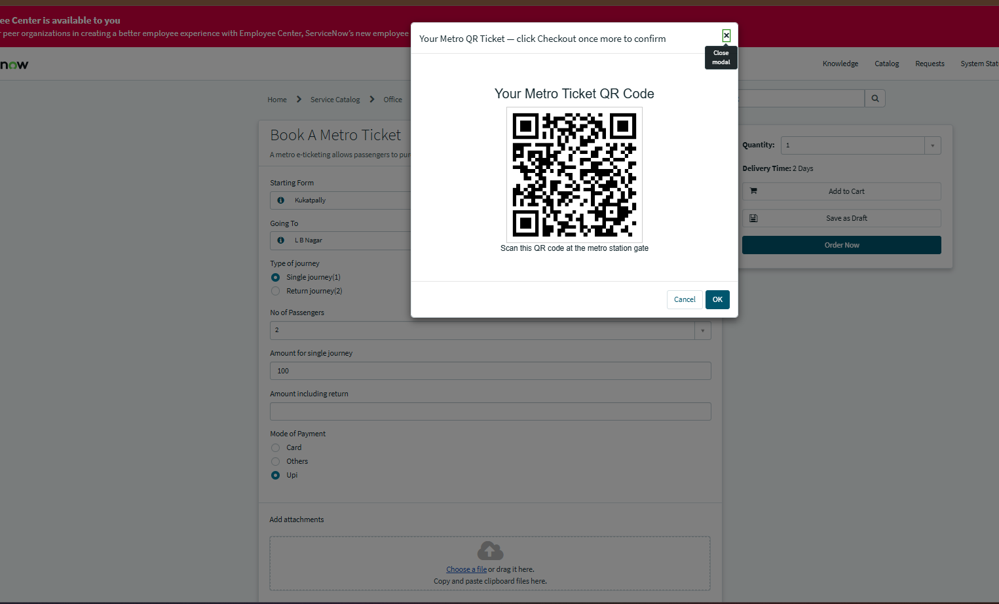 ee Center is available to you
r peer organizations in creating a better employee experience with Employee Center, ServiceNow's new employee
now
Knowledge
Catalog
Requests
System Stat
Your Metro QR Ticket — click Checkout once more to confirm
Close
modal
Home
Service Catalog
Office
Your Metro Ticket QR Code
Scan this QR code at the metro station gate
Cancel
OK
Book A Metro Ticket
A metro e-ticketing allows passengers to pur
Starting Form
Kukatpally
Going To
L B Nagar
Type of journey
Single journey(1)
Return journey(2)
No of Passengers
2
Amount for single journey
100
Amount including return
Mode of Payment
Card
Others
Upi
Add attachments
Choose a file or drag it here.
Copy and paste clipboard files here.
Quantity:
1
Delivery Time: 2 Days
Add to Cart
Save as Draft
Order Now